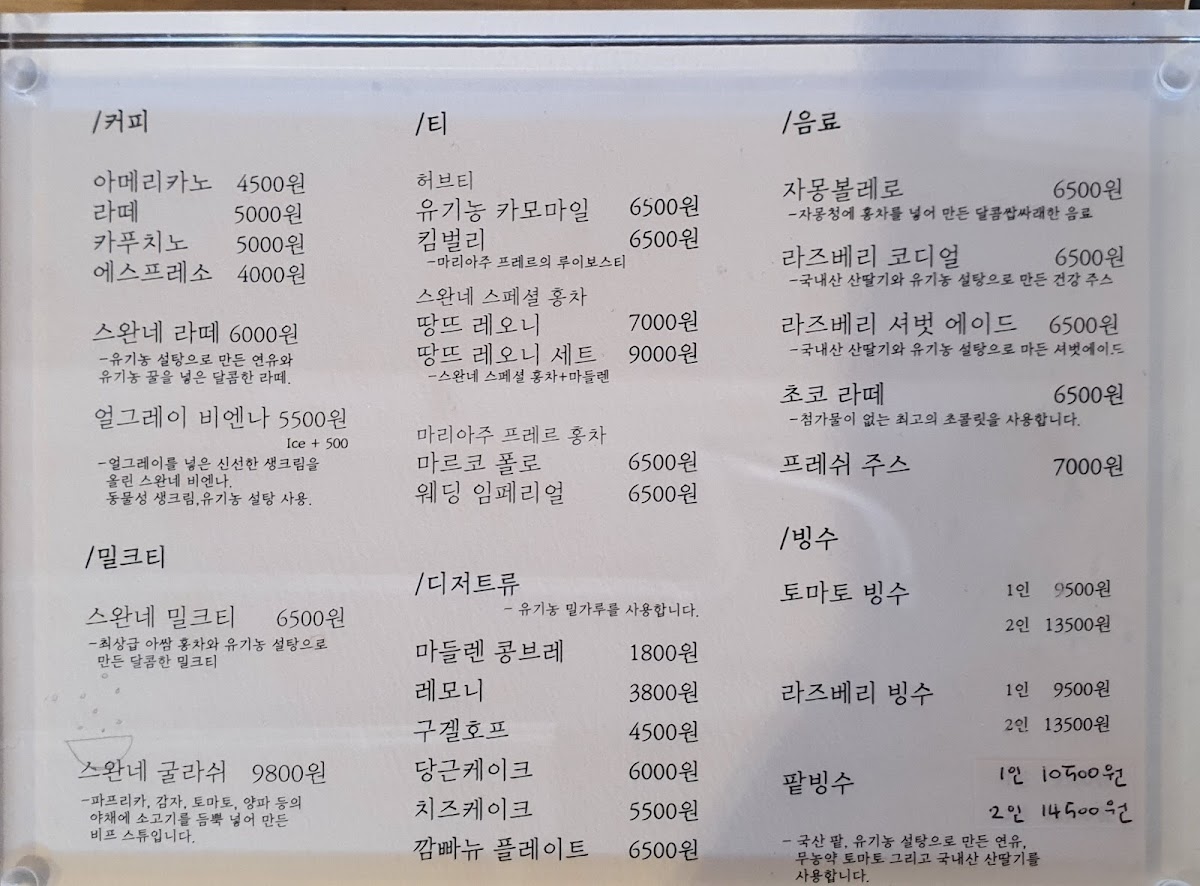 /커피
아메리카노 4500원
라떼 5000원
카푸치노 5000원
에스프레소 4000원
스완네 라떼 6000원
-유기농 설탕으로 만든 연유와
유기농 꿀을 넣은 달콤한 라떼.
얼그레이 비엔나 5500원
Ice + 500
-얼그레이를 넣은 신선한 생크림을
올린 스완네 비엔나.
동물성 생크림,유기농 설탕 사용.
/밀크티
스완네 밀크티 6500원
-최상급 아쌈 홍차와 유기농 설탕으로
만든 달콤한 밀크티
스완네 굴라쉬 9800원
-파프리카, 감자, 토마토, 양파 등의
야채에 소고기를 듬뿍 넣어 만든
비프 스튜입니다.
/티
허브티
유기농 카모마일 6500원
킴벌리 6500원
-마리아주 프레르의 루이보스티
스완네 스페셜 홍차
땅뜨 레오니 7000원
땅뜨 레오니 세트 9000원
-스완네 스페셜 홍차+마들렌
마리아주 프레르 홍차
마르코 폴로 6500원
웨딩 임페리얼 6500원
/디저트류
- 유기농 밀가루를 사용합니다.
마들렌 콩브레 1800원
레모니 3800원
구겔호프 4500원
당근케이크 6000원
치즈케이크 5500원
깜빠뉴 플레이트 6500원
/음료
자몽볼레로 6500원
-자몽청에 홍차를 넣어 만든 달콤쌉싸래한 음료
라즈베리 코디얼 6500원
-국내산 산딸기와 유기농 설탕으로 만든 건강 주스
라즈베리 셔벗 에이드 6500원
-국내산 산딸기와 유기농 설탕으로 마든 셔벗에이드
초코 라떼 6500원
-첨가물이 없는 최고의 초콜릿을 사용합니다.
프레쉬 주스 7000원
/빙수
토마토 빙수 1인 9500원
2인 13500원
라즈베리 빙수 1인 9500원
2인 13500원
팥빙수 1인 10500원
2인 14500원
- 국산 팥, 유기농 설탕으로 만든 연유,
무농약 토마토 그리고 국내산 산딸기를
사용합니다.